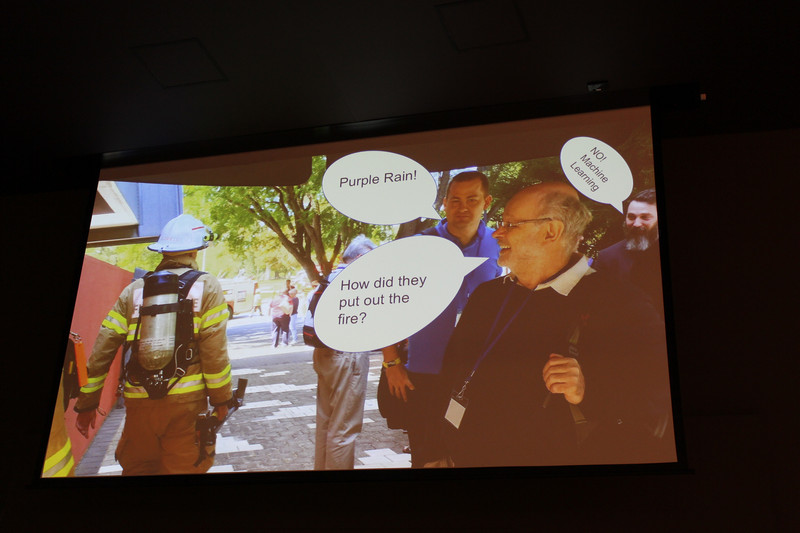 Purple Rain!
NO!
Machine
Learning
How did they
put out the
fire?